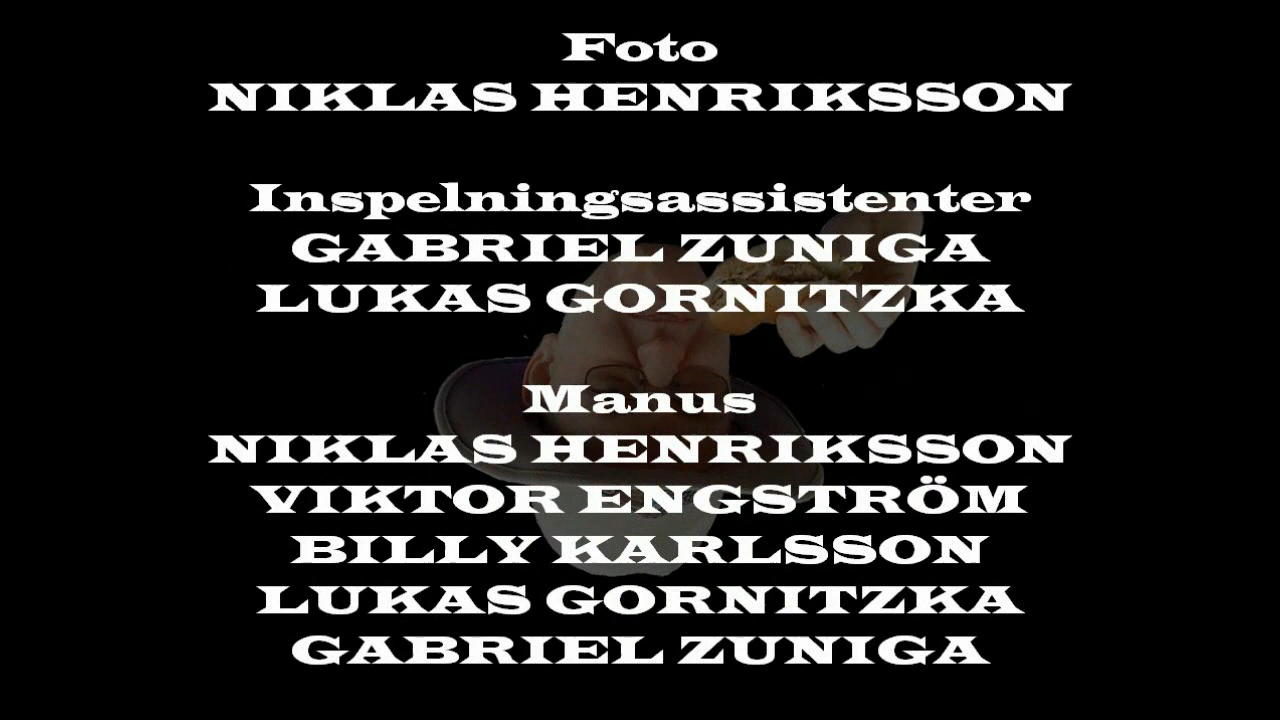 Foto
NIKLAS HENRIKSSON
Inspelningsassistenter
GABRIEL ZUNIGA
LUKAS GORNITZKA
Manus
NIKLAS HENRIKSSON
VIKTOR ENGSTRÖM
BILLY KARLSSON
LUKAS GORNITZKA
GABRIEL ZUNIGA